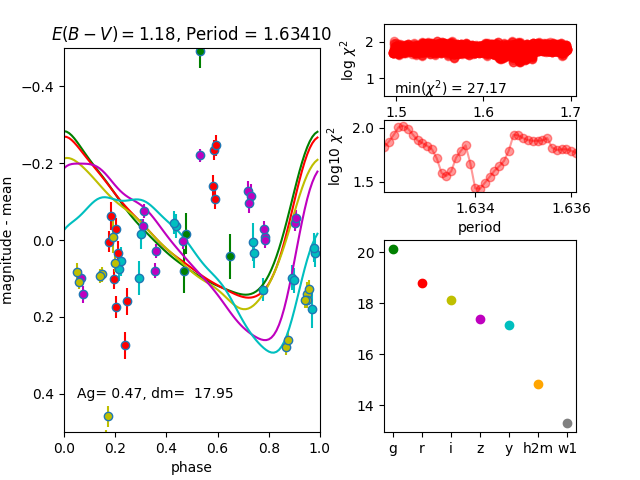 E(B − V) = 1.18, Period = 1.63410
magnitude - mean
−0.4
−0.2
0.0
0.2
0.4
Ag= 0.47, dm=  17.95
0.0 0.2 0.4 0.6 0.8 1.0
phase
log χ²
2
1
min(χ²) = 27.17
1.5 1.6 1.7
log10 χ²
2.0
1.5
1.634 1.636
period
20
18
16
14
g r i z y h2m w1